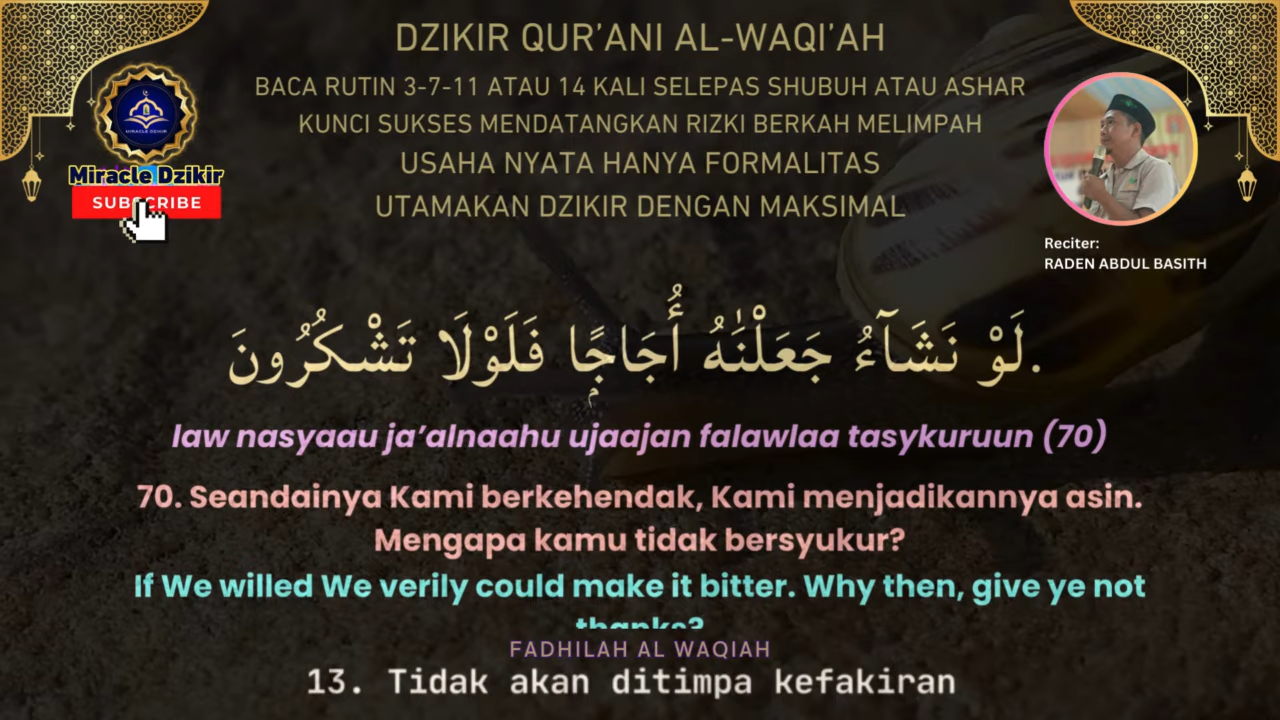 DZIKIR QUR'ANI AL-WAQI'AH
BACA RUTIN 3-7-11 ATAU 14 KALI SELEPAS SHUBUH ATAU ASHAR
KUNCI SUKSES MENDATANGKAN RIZKI BERKAH MELIMPAH
USAHA NYATA HANYA FORMALITAS
UTAMAKAN DZIKIR DENGAN MAKSIMAL
MIRACLE DZIKIR
Miracle Dzikir
SUBSCRIBE
Reciter:
RADEN ABDUL BASITH
لَوْ نَشَآءُ جَعَلْنٰهُ أُجَاجًۭا فَلَوْلَا تَشْكُرُونَ.
law nasyaau ja'alnaahu ujaajan falawlaa tasykuruun (70)
70. Seandainya Kami berkehendak, Kami menjadikannya asin.
Mengapa kamu tidak bersyukur?
If We willed We verily could make it bitter. Why then, give ye not
thanks?
FADHILAH AL WAQIAH
13. Tidak akan ditimpa kefakiran